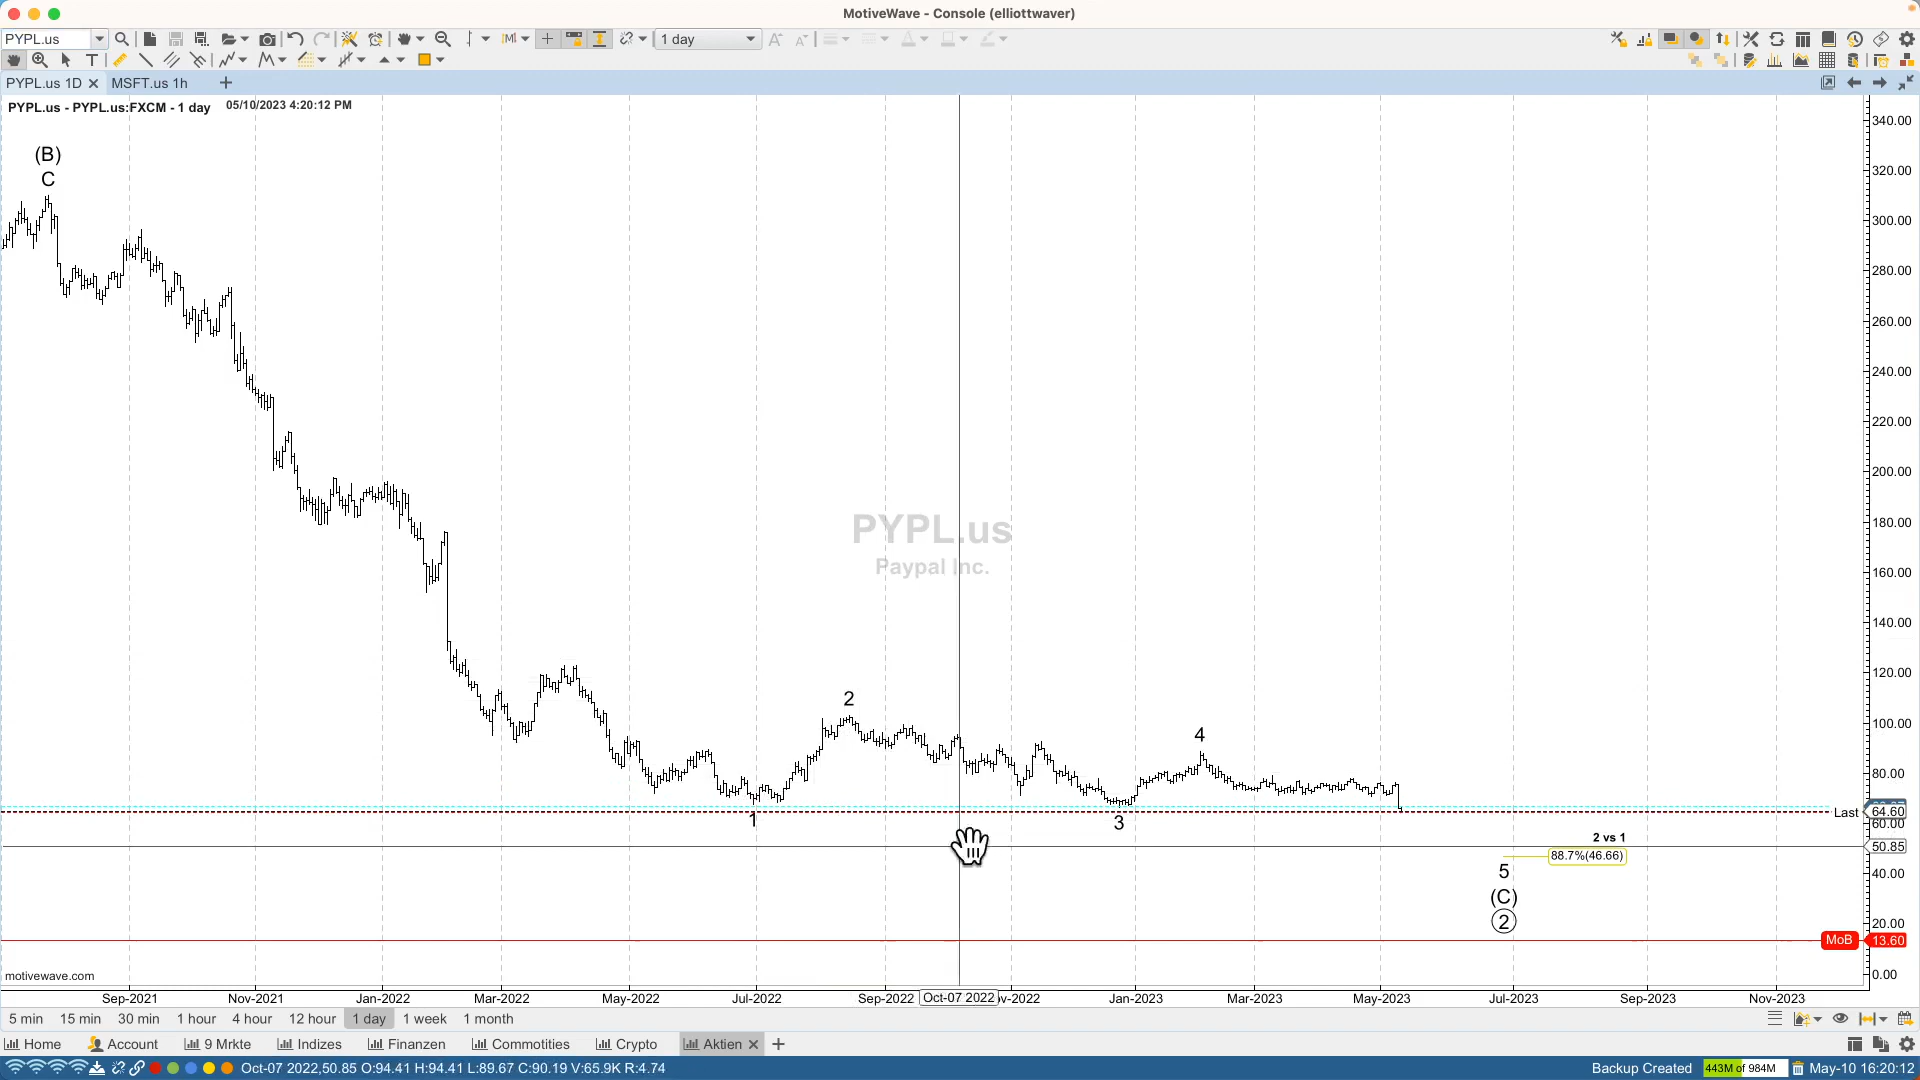 MotiveWave - Console (elliottwaver)
PYPL.us
1 day
PYPL.us 1D
MSFT.us 1h
PYPL.us - PYPL.us:FXCM - 1 day
05/10/2023 4:20:12 PM
340.00
(B)
320.00
C
300.00
280.00
260.00
240.00
220.00
200.00
180.00
PYPL.us
Paypal Inc.
160.00
140.00
120.00
2
100.00
4
80.00
Last
64.60
60.00
1
3
2 vs 1
50.85
88.7%(46.66)
5
40.00
(C)
2
20.00
MoB
13.60
motivewave.com
0.00
Sep-2021
Nov-2021
Jan-2022
Mar-2022
May-2022
Jul-2022
Sep-2022
Oct-07 2022
v-2022
Jan-2023
Mar-2023
May-2023
Jul-2023
Sep-2023
Nov-2023
5 min
15 min
30 min
1 hour
4 hour
12 hour
1 day
1 week
1 month
Home
Account
9 Mrkte
Indizes
Finanzen
Commodities
Crypto
Aktien
Oct-07 2022,50.85 O:94.41 H:94.41 L:89.67 C:90.19 V:65.9K R:4.74
Backup Created
443M of 984M
May-10 16:20:12